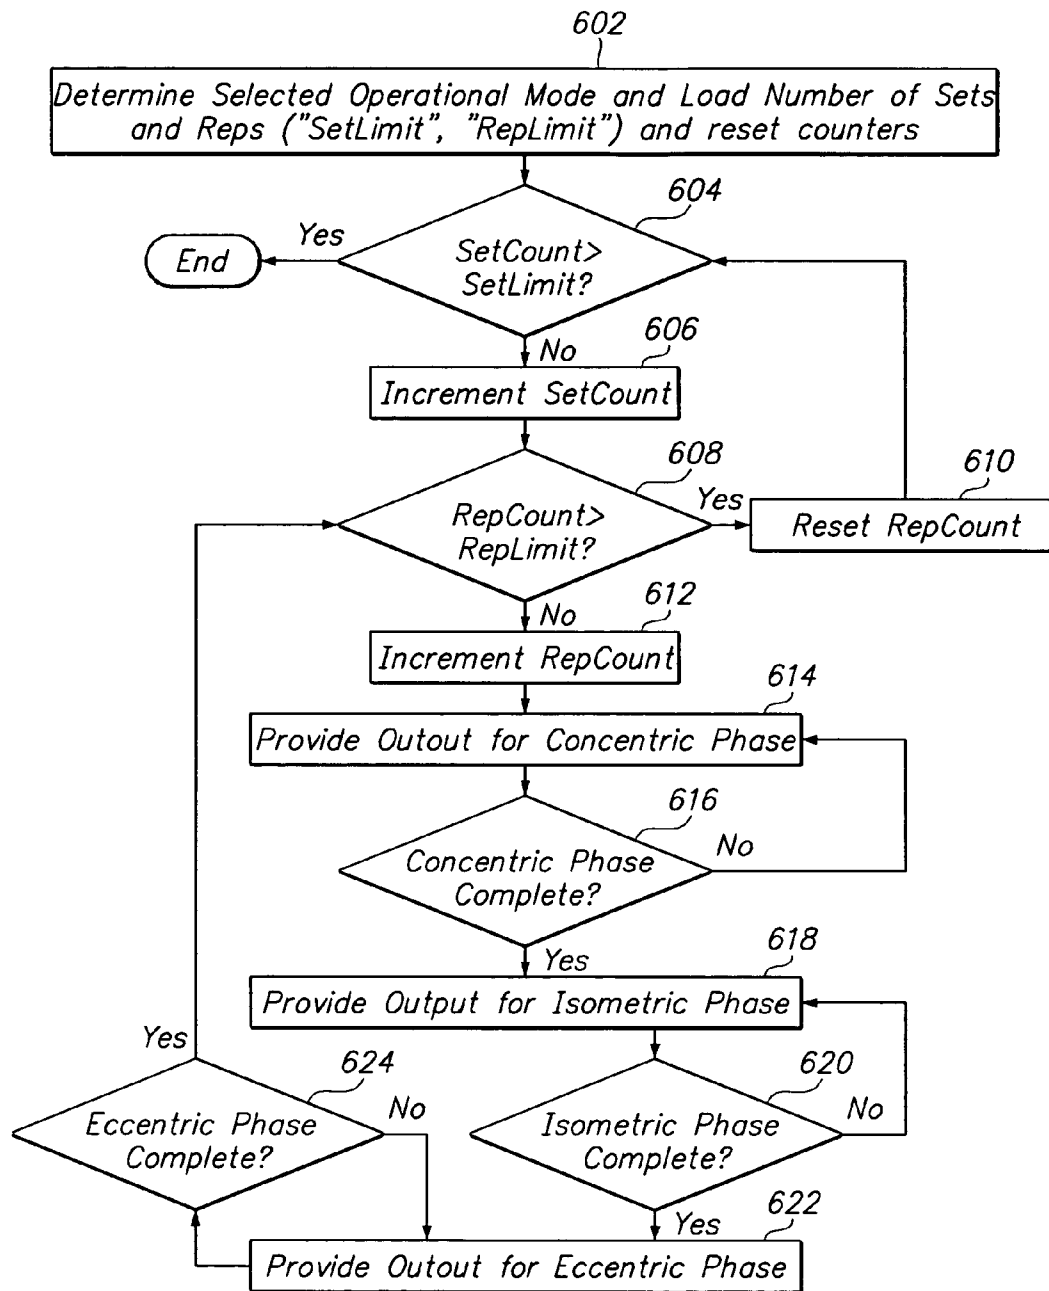 602
Determine Selected Operational Mode and Load Number of Sets
and Reps ("SetLimit", "RepLimit") and reset counters
604
Yes
End
SetCount>
SetLimit?
No
606
Increment SetCount
608
RepCount>
RepLimit?
Yes
610
Reset RepCount
No
612
Increment RepCount
614
Provide Outout for Concentric Phase
616
Concentric Phase
Complete?
No
Yes
618
Provide Output for Isometric Phase
620
Isometric Phase
Complete?
No
Yes
622
Provide Outout for Eccentric Phase
624
Eccentric Phase
Complete?
No
Yes